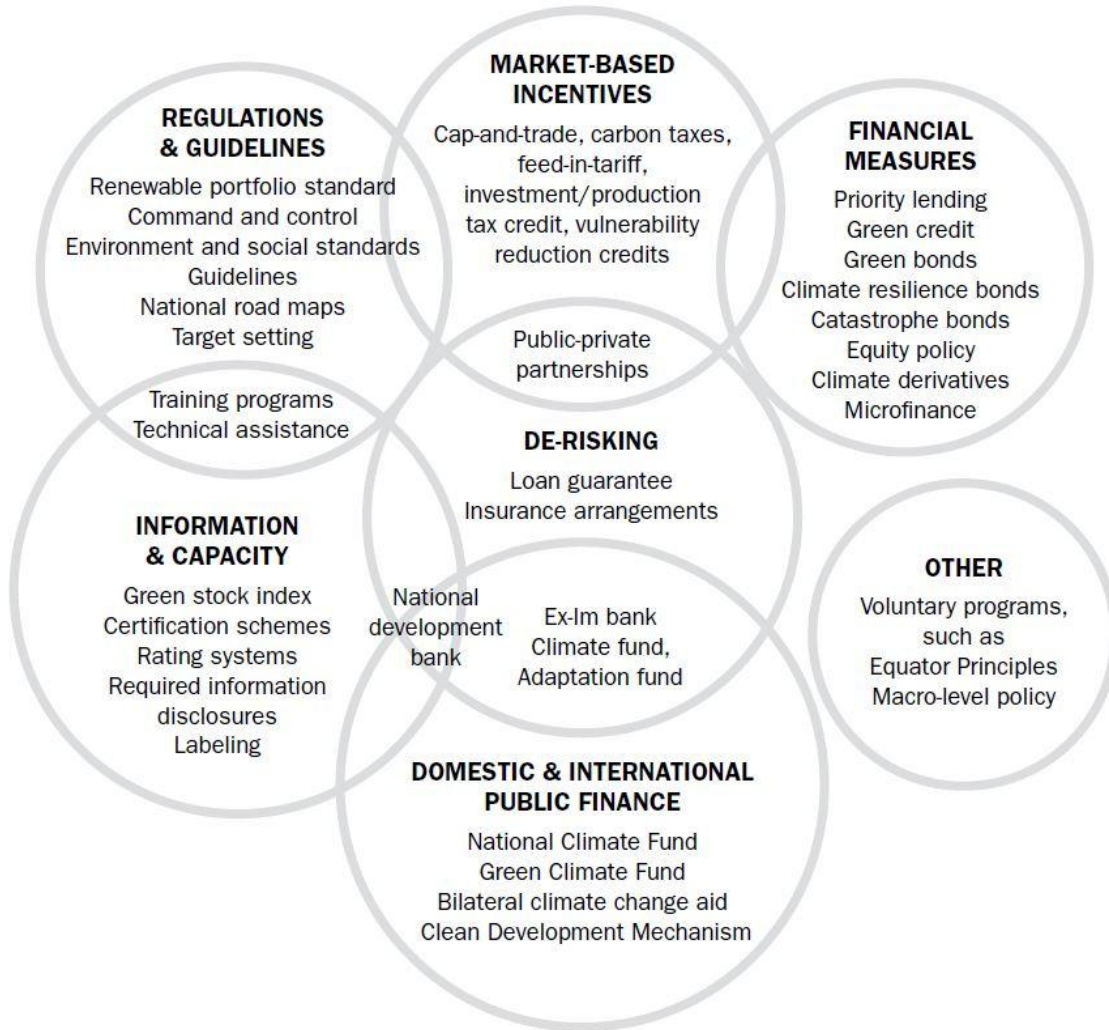 MARKET-BASED
INCENTIVES
Cap-and-trade, carbon taxes,
feed-in-tariff,
investment/production
tax credit, vulnerability
reduction credits
REGULATIONS
& GUIDELINES
Renewable portfolio standard
Command and control
Environment and social standards
Guidelines
National road maps
Target setting
FINANCIAL
MEASURES
Priority lending
Green credit
Green bonds
Climate resilience bonds
Catastrophe bonds
Equity policy
Climate derivatives
Microfinance
Public-private
partnerships
Training programs
Technical assistance
DE-RISKING
Loan guarantee
Insurance arrangements
INFORMATION
& CAPACITY
Green stock index
Certification schemes
Rating systems
Required information
disclosures
Labeling
National
development
bank
Ex-Im bank
Climate fund,
Adaptation fund
OTHER
Voluntary programs,
such as
Equator Principles
Macro-level policy
DOMESTIC & INTERNATIONAL
PUBLIC FINANCE
National Climate Fund
Green Climate Fund
Bilateral climate change aid
Clean Development Mechanism